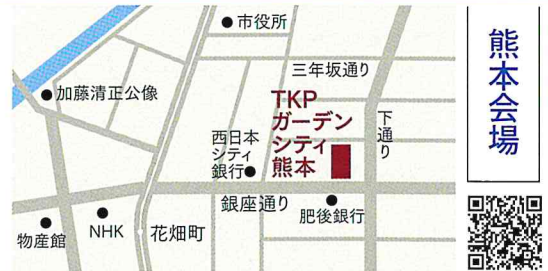 市役所
三年坂通り
加藤清正公像
TKP
ガーデン
シティ
熊本
下通り
西日本
シティ
銀行
銀座通り
肥後銀行
物産館
NHK
花畑町
熊本会場